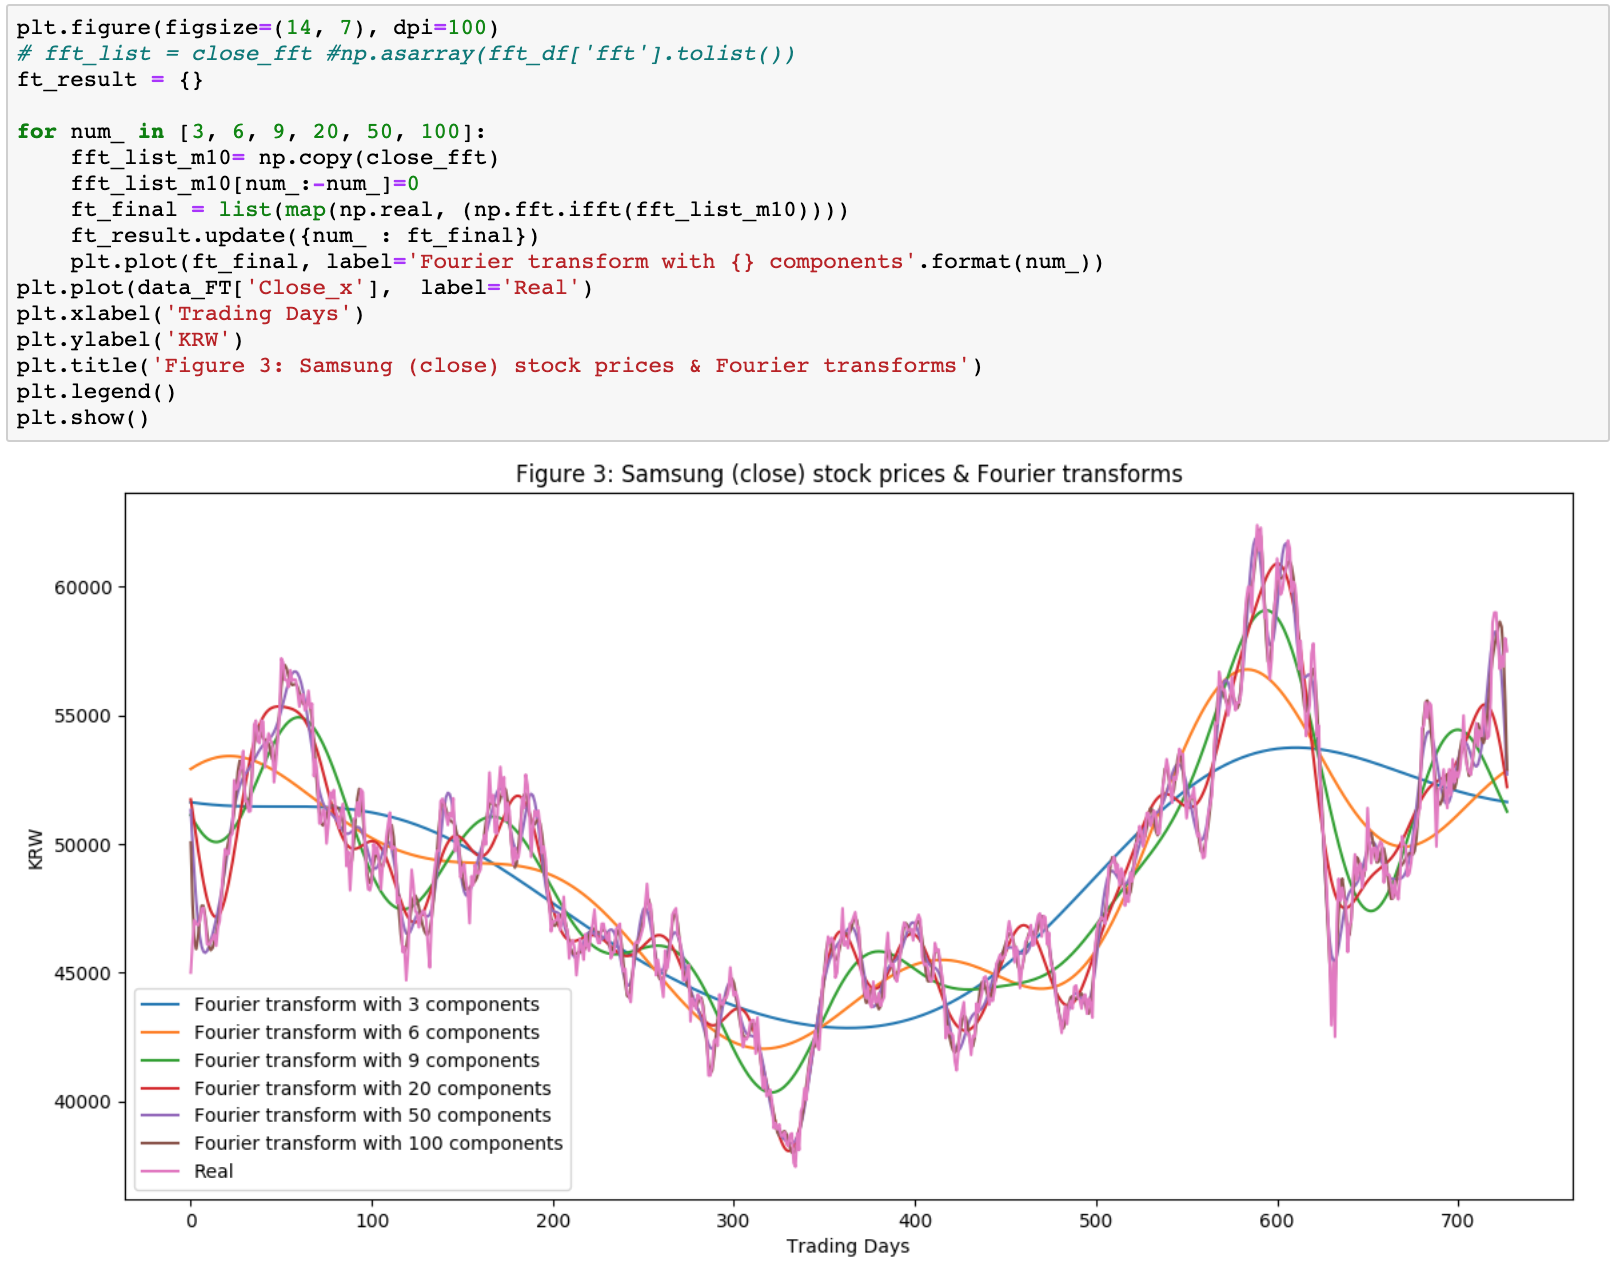 plt.figure(figsize=(14, 7), dpi=100)
# fft_list = close_fft #np.asarray(fft_df['fft'].tolist())
ft_result = {}
for num_ in [3, 6, 9, 20, 50, 100]:
    fft_list_m10= np.copy(close_fft)
    fft_list_m10[num_:-num_]=0
    ft_final = list(map(np.real, (np.fft.ifft(fft_list_m10))))
    ft_result.update({num_ : ft_final})
    plt.plot(ft_final, label='Fourier transform with {} components'.format(num_))
plt.plot(data_FT['Close_x'],  label='Real')
plt.xlabel('Trading Days')
plt.ylabel('KRW')
plt.title('Figure 3: Samsung (close) stock prices & Fourier transforms')
plt.legend()
plt.show()
Figure 3: Samsung (close) stock prices & Fourier transforms
60000
55000
50000
45000
40000
KRW
Fourier transform with 3 components
Fourier transform with 6 components
Fourier transform with 9 components
Fourier transform with 20 components
Fourier transform with 50 components
Fourier transform with 100 components
Real
0 100 200 300 400 500 600 700
Trading Days